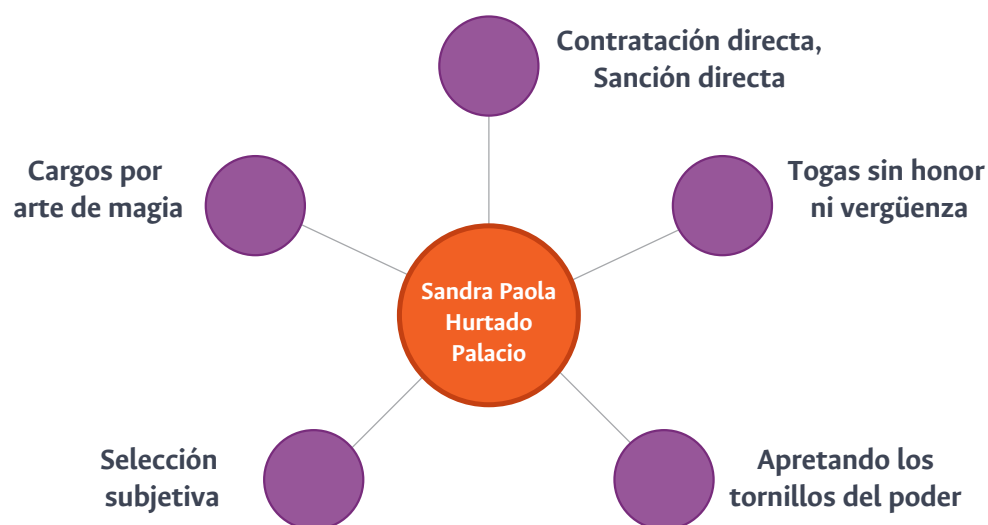 Contratación directa,
Sanción directa
Cargos por
arte de magia
Togas sin honor
ni vergüenza
Sandra Paola
Hurtado
Palacio
Selección
subjetiva
Apretando los
tornillos del poder